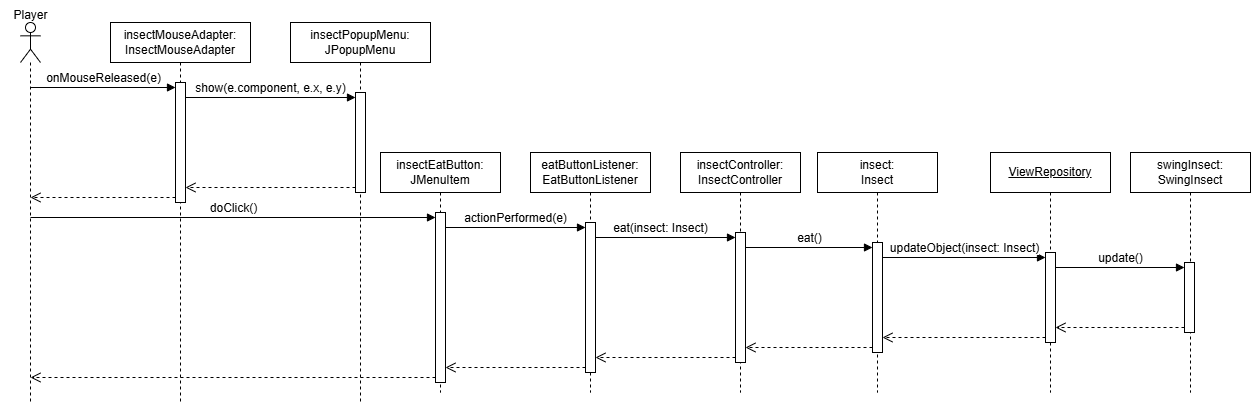 Player
insectMouseAdapter:
InsectMouseAdapter
insectPopupMenu:
JPopupMenu
onMouseReleased(e)
show(e.component, e.x, e.y)
insectEatButton:
JMenuItem
eatButtonListener:
EatButtonListener
insectController:
InsectController
insect:
Insect
ViewRepository
swingInsect:
SwingInsect
doClick()
actionPerformed(e)
eat(insect: Insect)
eat()
updateObject(insect: Insect)
update()